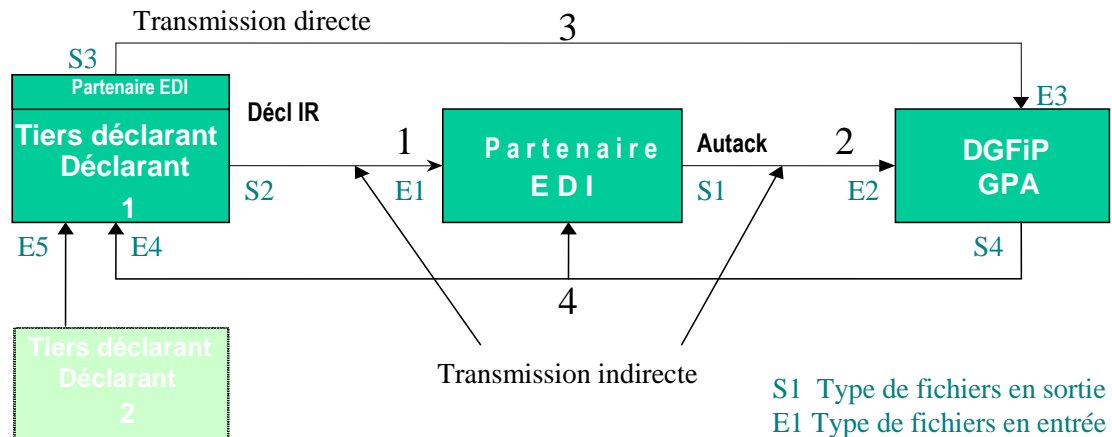 Transmission directe
3
S3
Partenaire EDI
E3
Décl IR
Tiers déclarant
Déclarant
1
1
Partenaire
EDI
Autack
2
DGFiP
GPA
S2
E1
S1
E2
E5
E4
S4
4
Tiers déclarant
Déclarant
2
Transmission indirecte
S1 Type de fichiers en sortie
E1 Type de fichiers en entrée